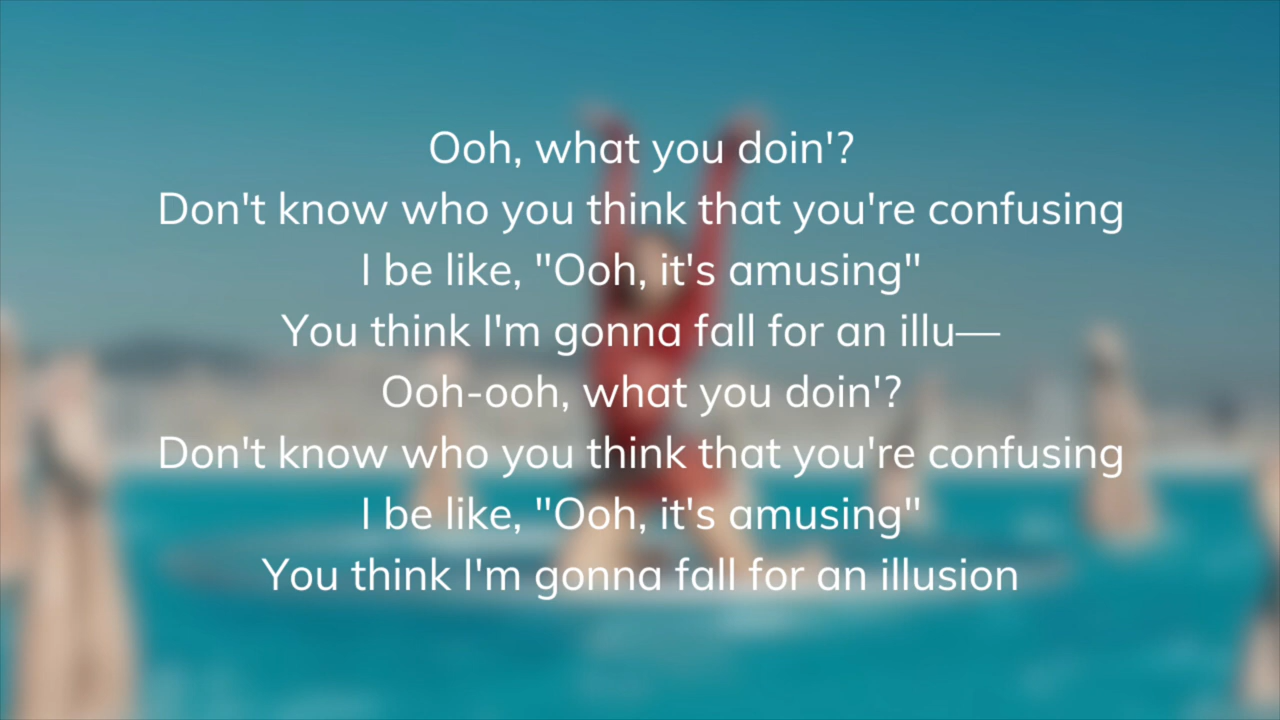 Ooh, what you doin'?
Don't know who you think that you're confusing
I be like, "Ooh, it's amusing"
You think I'm gonna fall for an illu—
Ooh-ooh, what you doin'?
Don't know who you think that you're confusing
I be like, "Ooh, it's amusing"
You think I'm gonna fall for an illusion